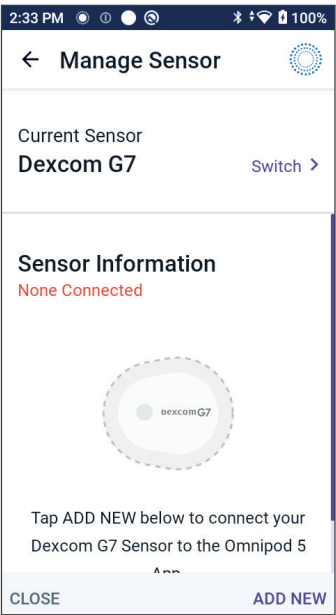 2:33 PM 100%
Manage Sensor
Current Sensor
Dexcom G7
Switch >
Sensor Information
None Connected
Dexcom G7
Tap ADD NEW below to connect your
Dexcom G7 Sensor to the Omnipod 5
App.
CLOSE ADD NEW